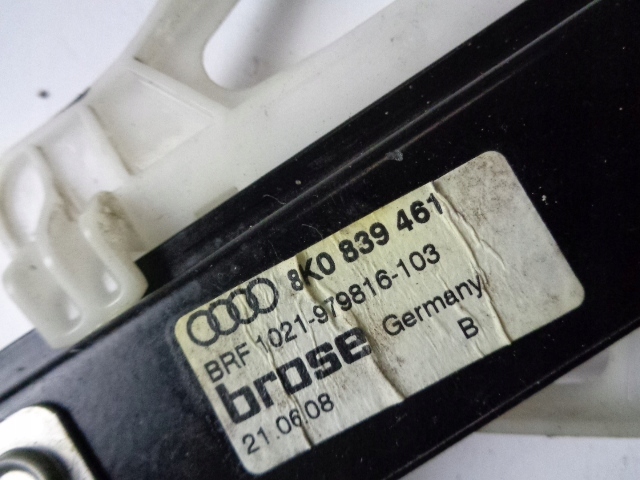 8K0 839 461
BRF 1021-979816-103
brose Germany
21.06.08 B